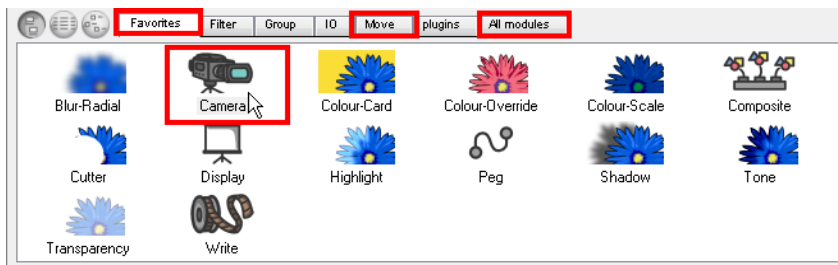 Favorites Filter Group IO Move plugins All modules
Blur-Radial Camera Colour-Card Colour-Override Colour-Scale Composite
Cutter Display Highlight Peg Shadow Tone
Transparency Write